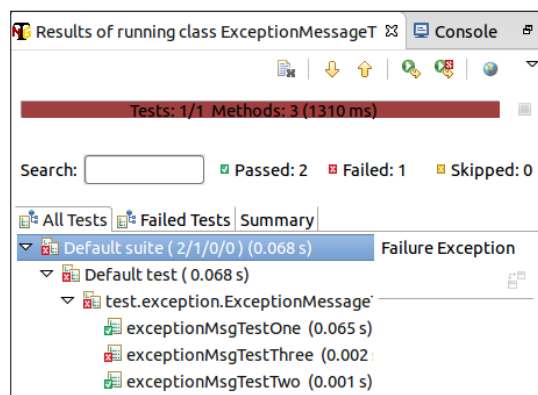 Results of running class ExceptionMessageT Console
Tests: 1/1 Methods: 3 (1310 ms)
Search: Passed: 2 Failed: 1 Skipped: 0
All Tests Failed Tests Summary
Default suite ( 2/1/0/0 ) (0.068 s) Failure Exception
Default test ( 0.068 s)
test.exception.ExceptionMessage
exceptionMsgTestOne (0.065 s)
exceptionMsgTestThree (0.002
exceptionMsgTestTwo (0.001 s)